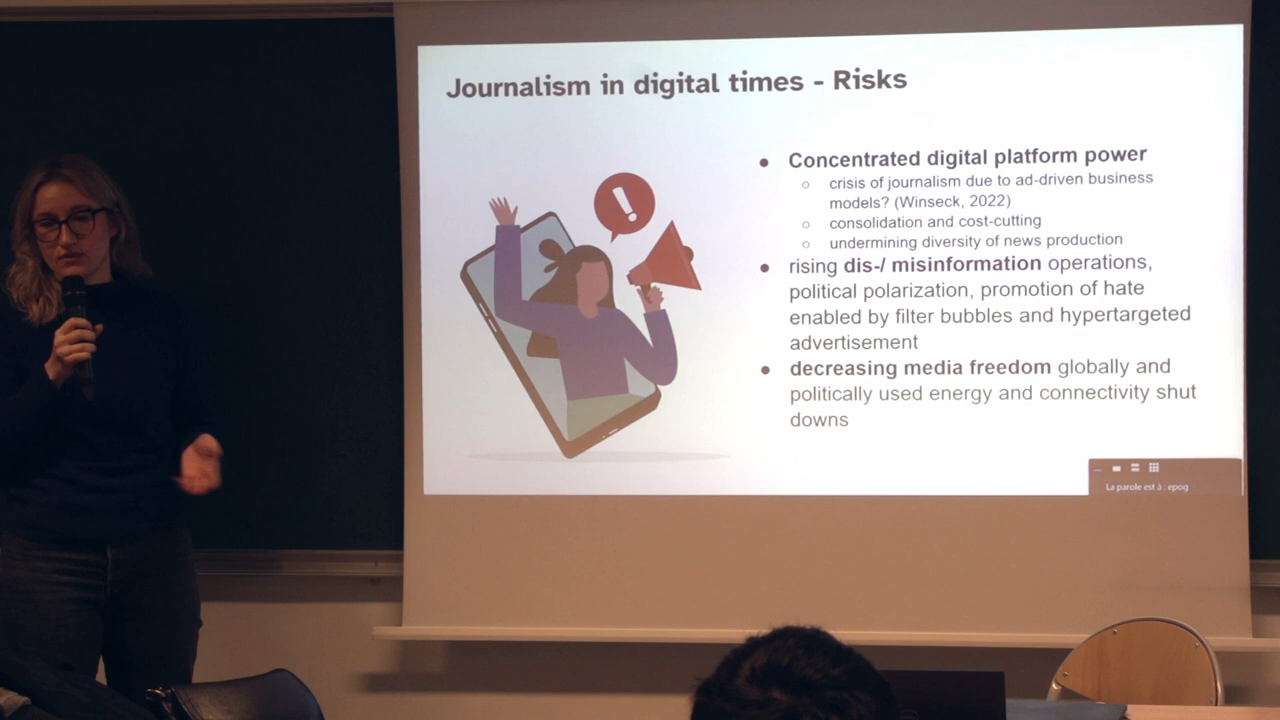 Journalism in digital times - Risks
● Concentrated digital platform power
○ crisis of journalism due to ad-driven business
models? (Winseck, 2022)
○ consolidation and cost-cutting
○ undermining diversity of news production
● rising dis-/ misinformation operations,
political polarization, promotion of hate
enabled by filter bubbles and hypertargeted
advertisement
● decreasing media freedom globally and
politically used energy and connectivity shut
downs
!
La parole est à : epog